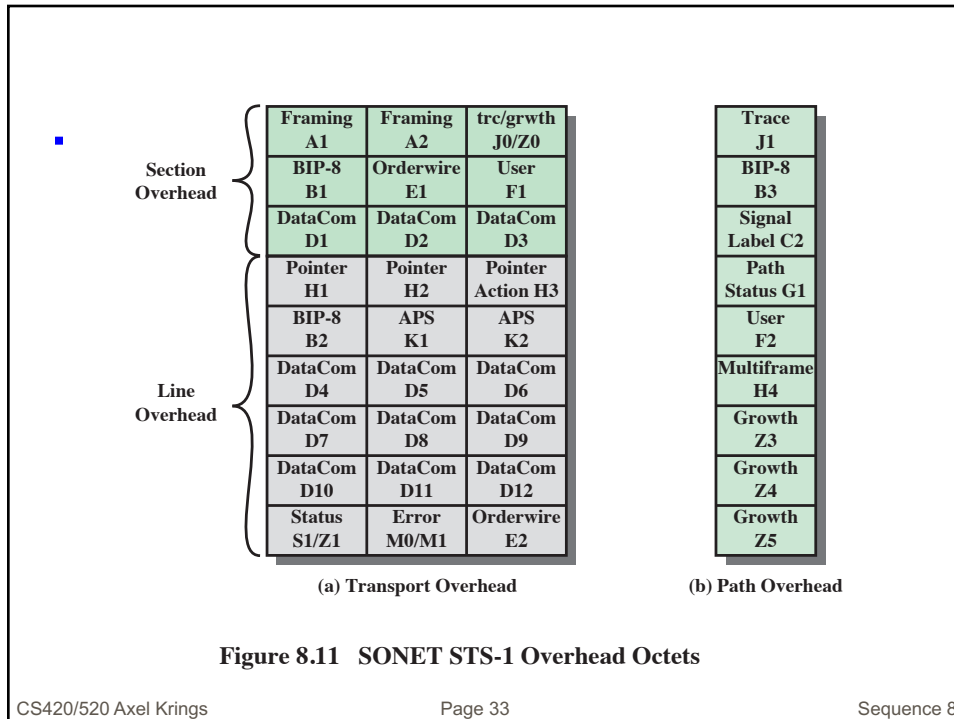 Framing Framing trc/grwth Trace
A1 A2 J0/Z0 J1
Section BIP-8 Orderwire User BIP-8
Overhead B1 E1 F1 B3
DataCom DataCom DataCom Signal
D1 D2 D3 Label C2
Pointer Pointer Pointer Path
H1 H2 Action H3 Status G1
BIP-8 APS APS User
B2 K1 K2 F2
DataCom DataCom DataCom Multiframe
Line D4 D5 D6 H4
Overhead DataCom DataCom DataCom Growth
D7 D8 D9 Z3
DataCom DataCom DataCom Growth
D10 D11 D12 Z4
Status Error Orderwire Growth
S1/Z1 M0/M1 E2 Z5
(a) Transport Overhead (b) Path Overhead
Figure 8.11 SONET STS-1 Overhead Octets
CS420/520 Axel Krings Page 33 Sequence 8